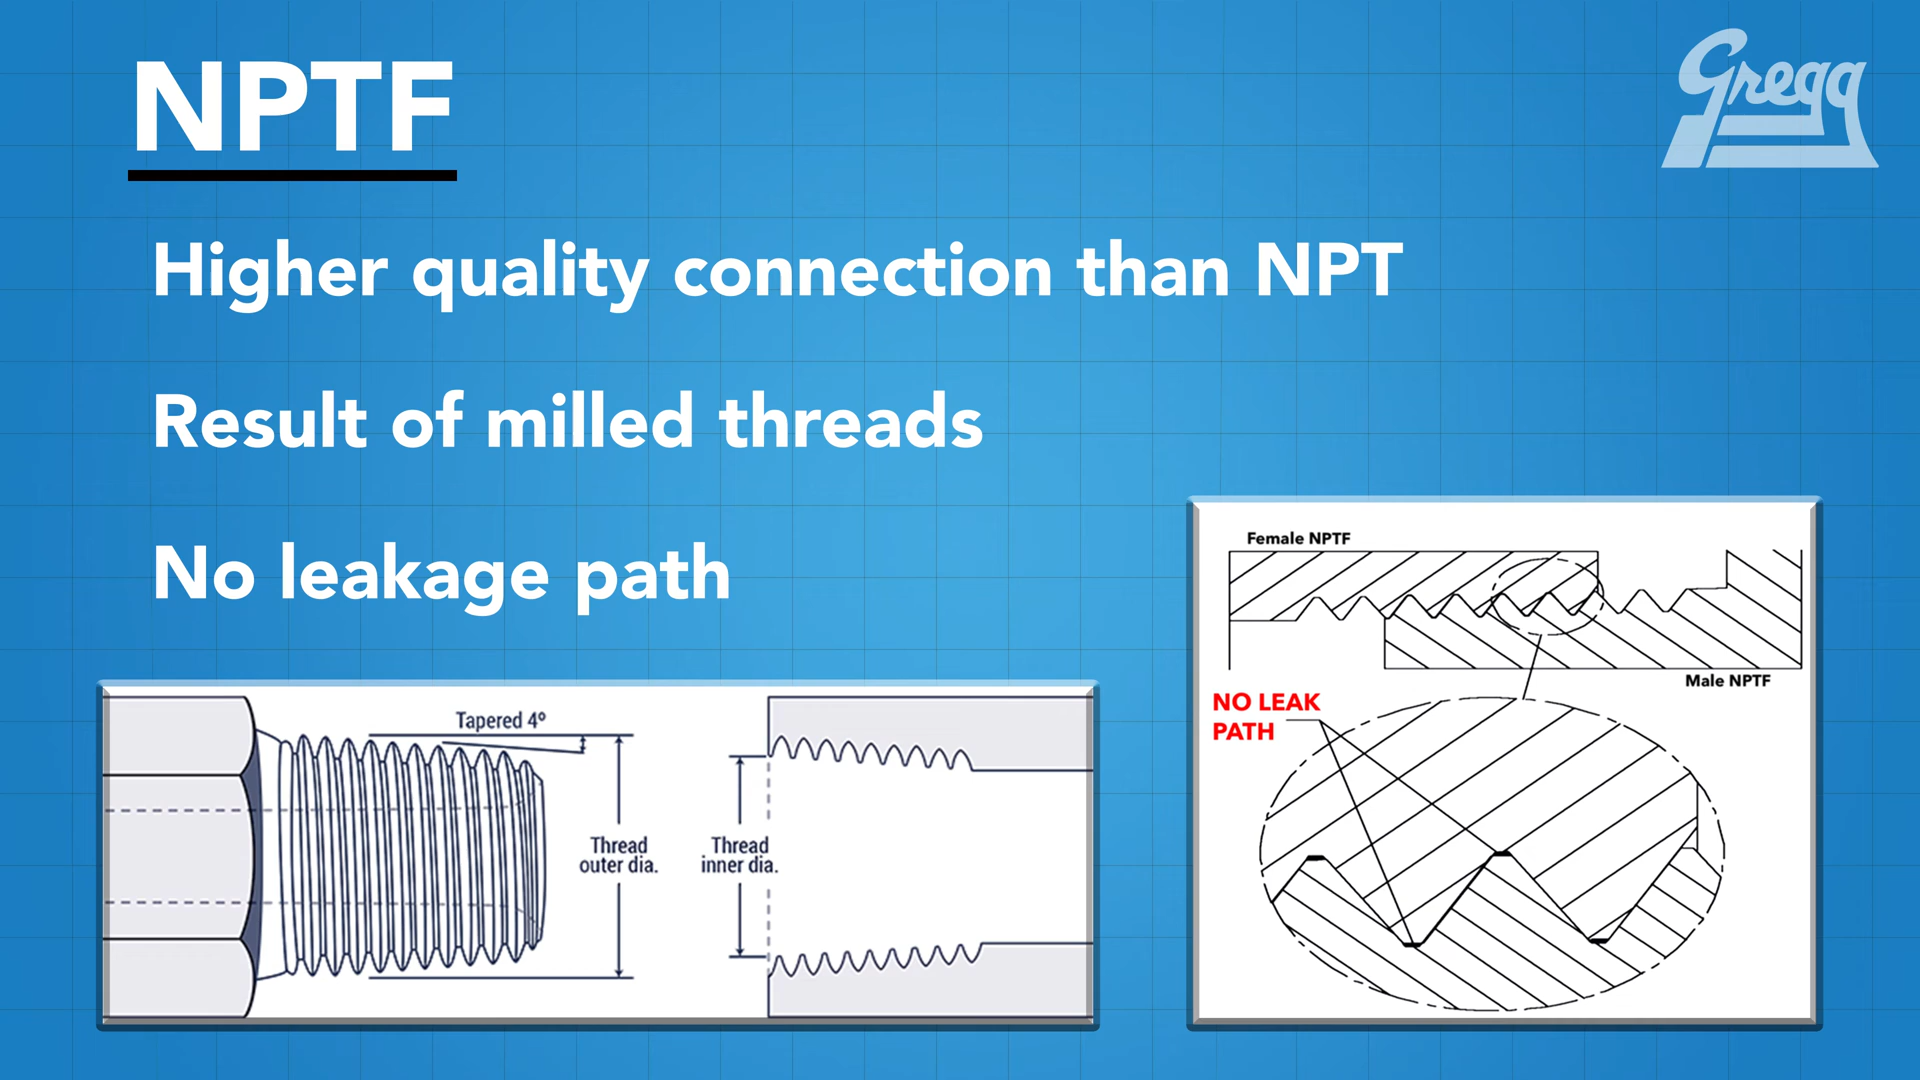 NPTF
gregg
Higher quality connection than NPT
Result of milled threads
No leakage path
Tapered 4º
Thread
outer dia.
Thread
inner dia.
Female NPTF
Male NPTF
NO LEAK
PATH